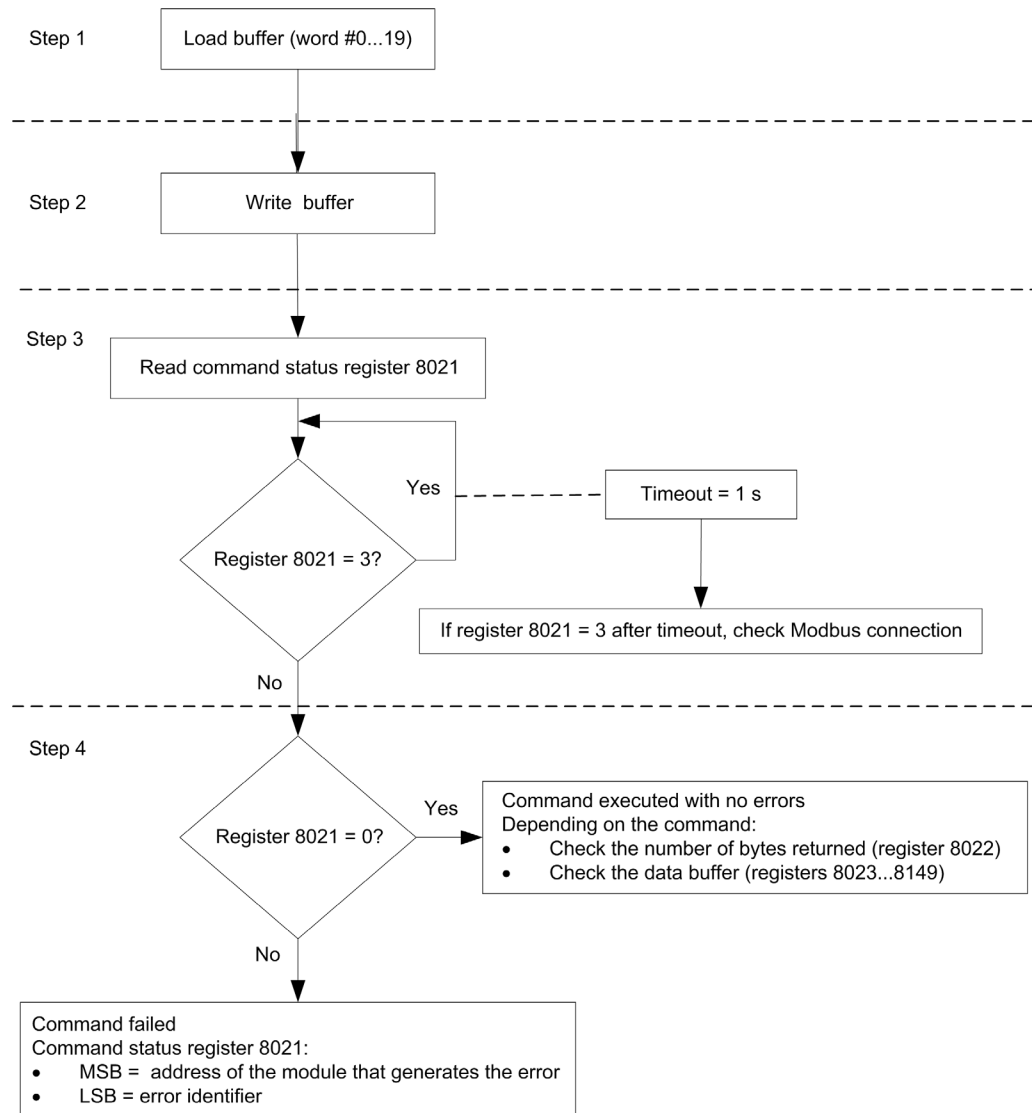 Step 1
Load buffer (word #0...19)
Step 2
Write buffer
Step 3
Read command status register 8021
Yes
Timeout = 1 s
Register 8021 = 3?
If register 8021 = 3 after timeout, check Modbus connection
No
Step 4
Yes
Command executed with no errors
Depending on the command:
• Check the number of bytes returned (register 8022)
• Check the data buffer (registers 8023...8149)
Register 8021 = 0?
No
Command failed
Command status register 8021:
• MSB = address of the module that generates the error
• LSB = error identifier